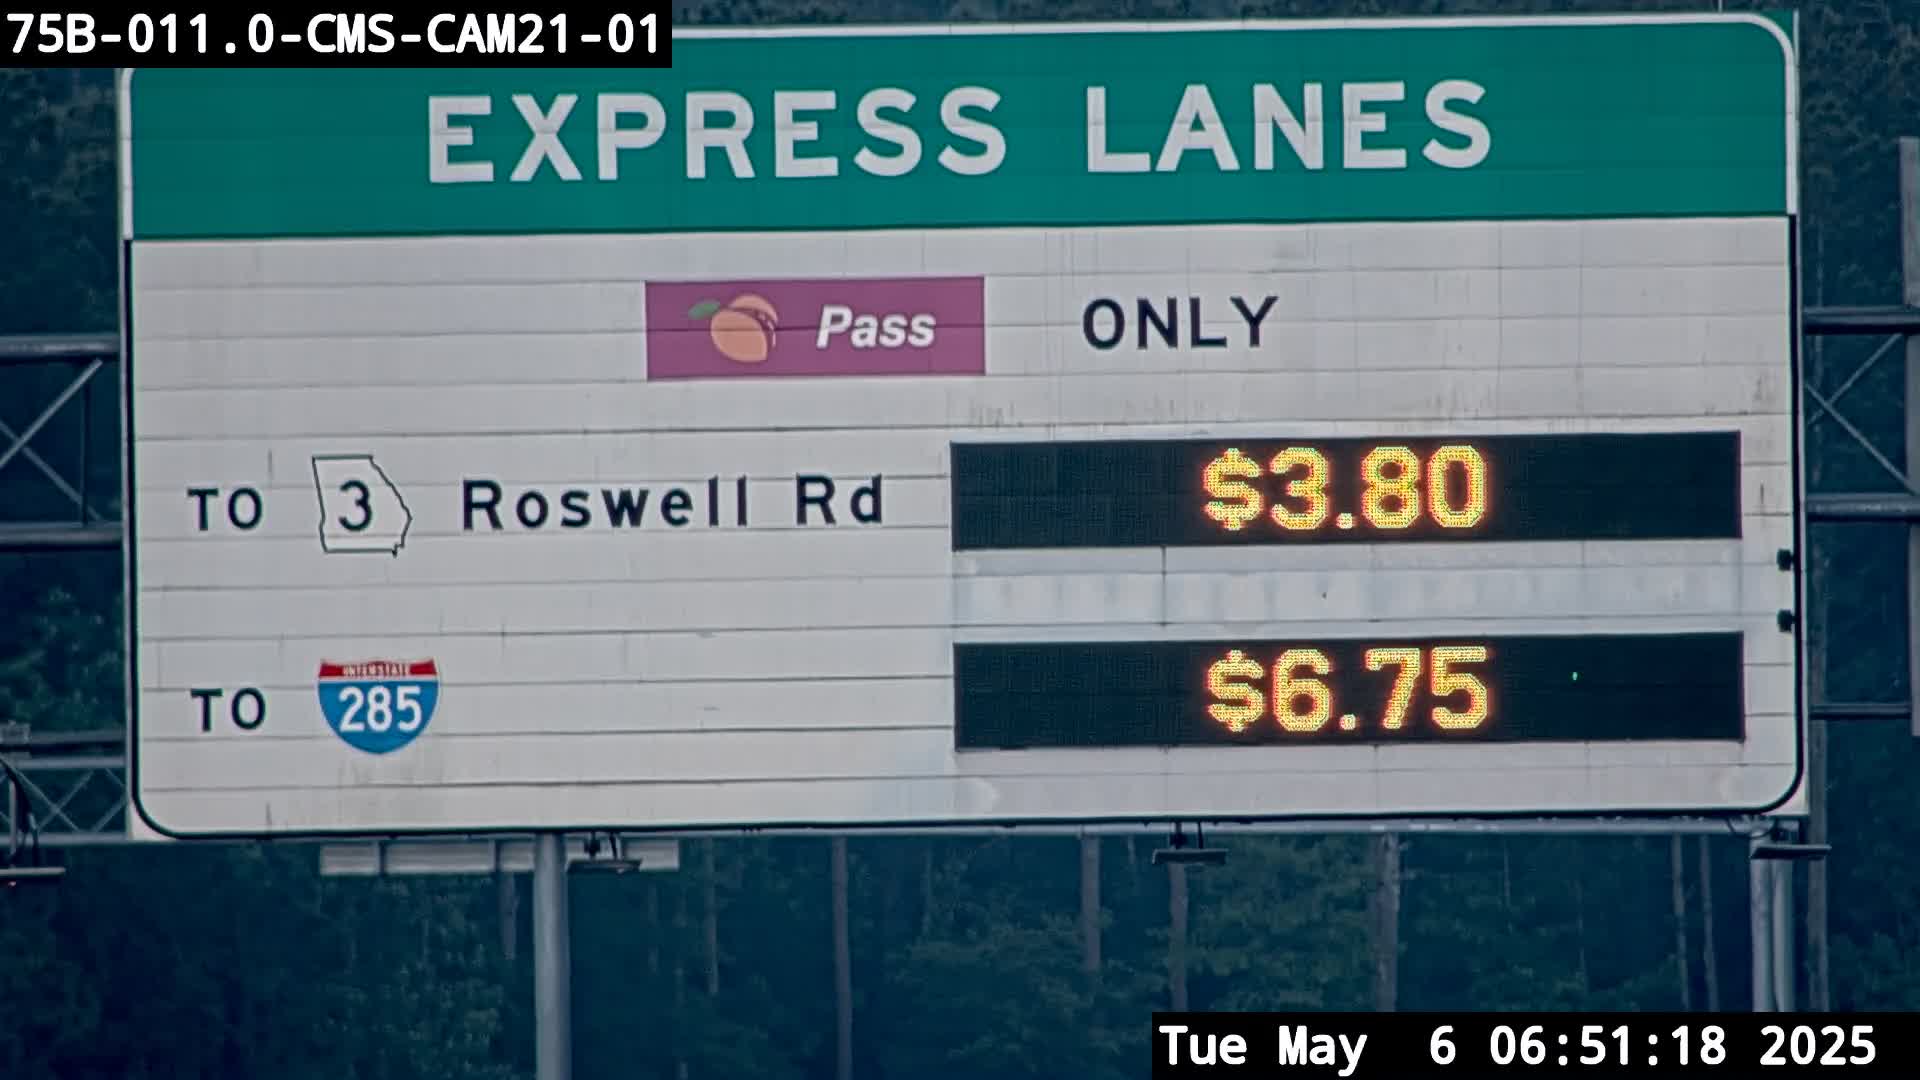 75B-011.0-CMS-CAM21-01
EXPRESS LANES
Pass ONLY
TO 3 Roswell Rd $3.80
INTERSTATE
TO 285 $6.75
Tue May 6 06:51:18 2025